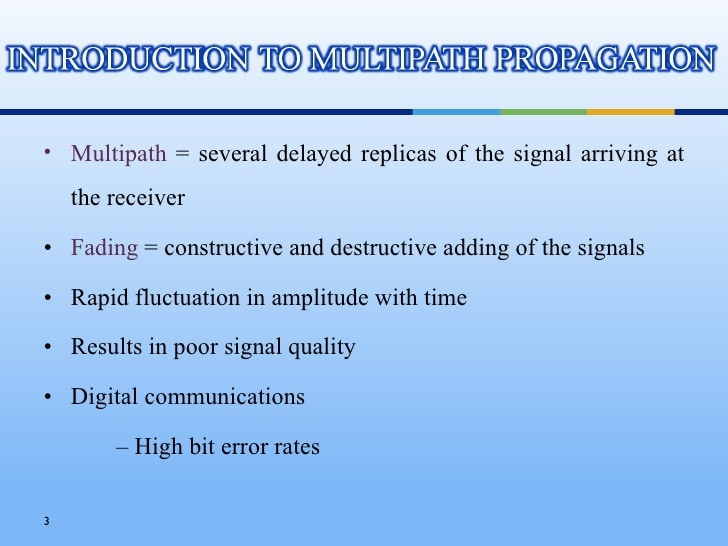 INTRODUCTION TO MULTIPATH PROPAGATION
• Multipath = several delayed replicas of the signal arriving at
the receiver
• Fading = constructive and destructive adding of the signals
• Rapid fluctuation in amplitude with time
• Results in poor signal quality
• Digital communications
– High bit error rates
3